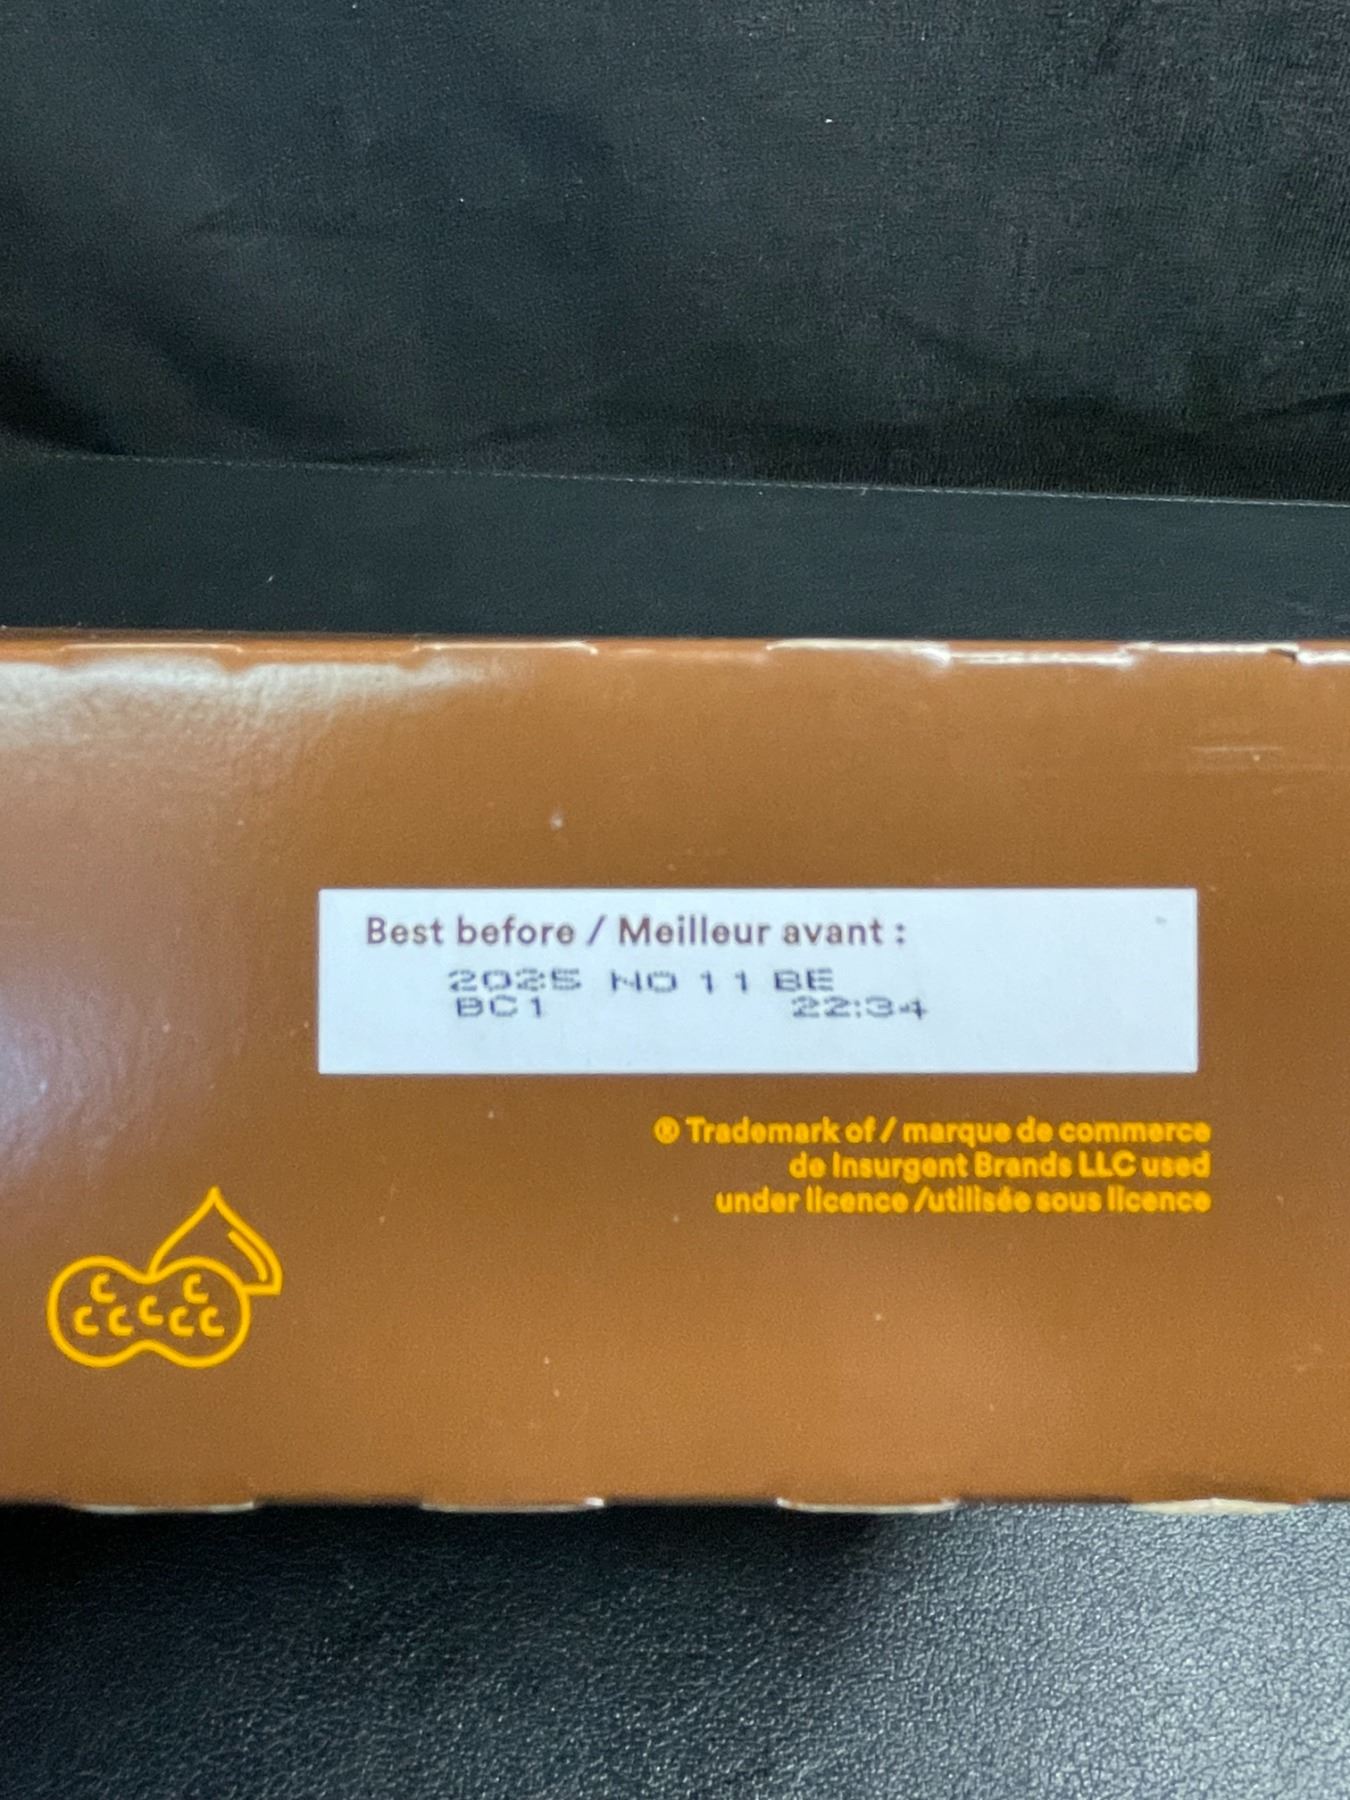 Best before / Meilleur avant :
2025 NO 11 BE
BC1 22:34
® Trademark of / marque de commerce
de Insurgent Brands LLC used
under licence /utilisée sous licence